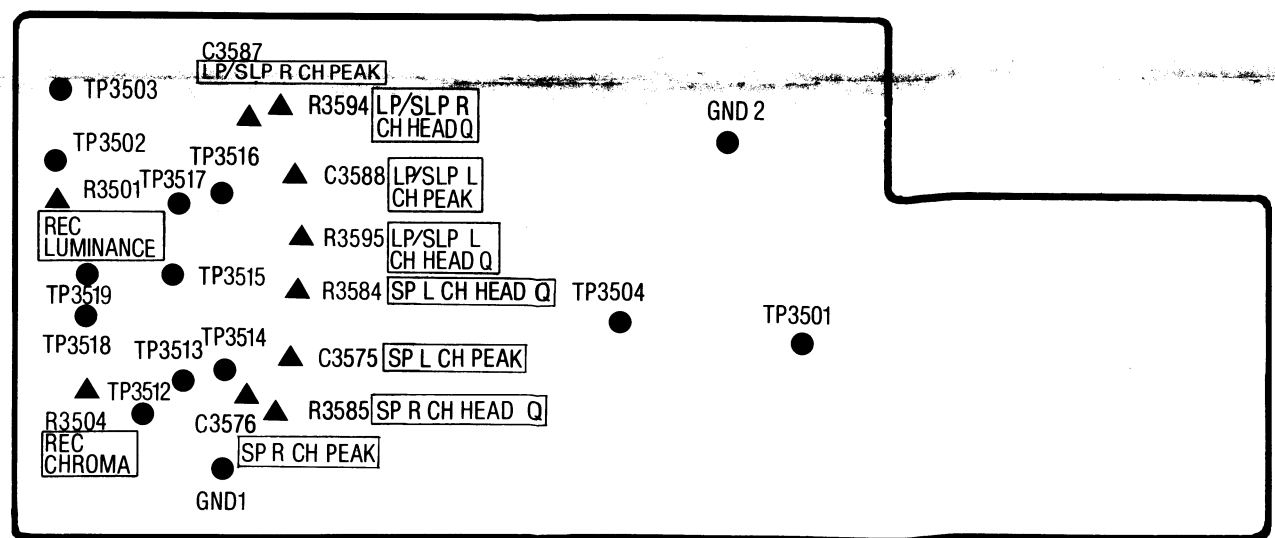 C3587
LP/SLP R CH PEAK
TP3503
R3594
LP/SLP R
CH HEAD Q
GND 2
TP3502
TP3516
R3501
TP3517
C3588
LP/SLP L
CH PEAK
REC
LUMINANCE
R3595
LP/SLP L
CH HEAD Q
TP3515
TP3519
R3584
SP L CH HEAD Q
TP3504
TP3501
TP3518
TP3513
TP3514
C3575
SP L CH PEAK
TP3512
R3504
REC
CHROMA
C3576
R3585
SP R CH HEAD Q
SP R CH PEAK
GND1